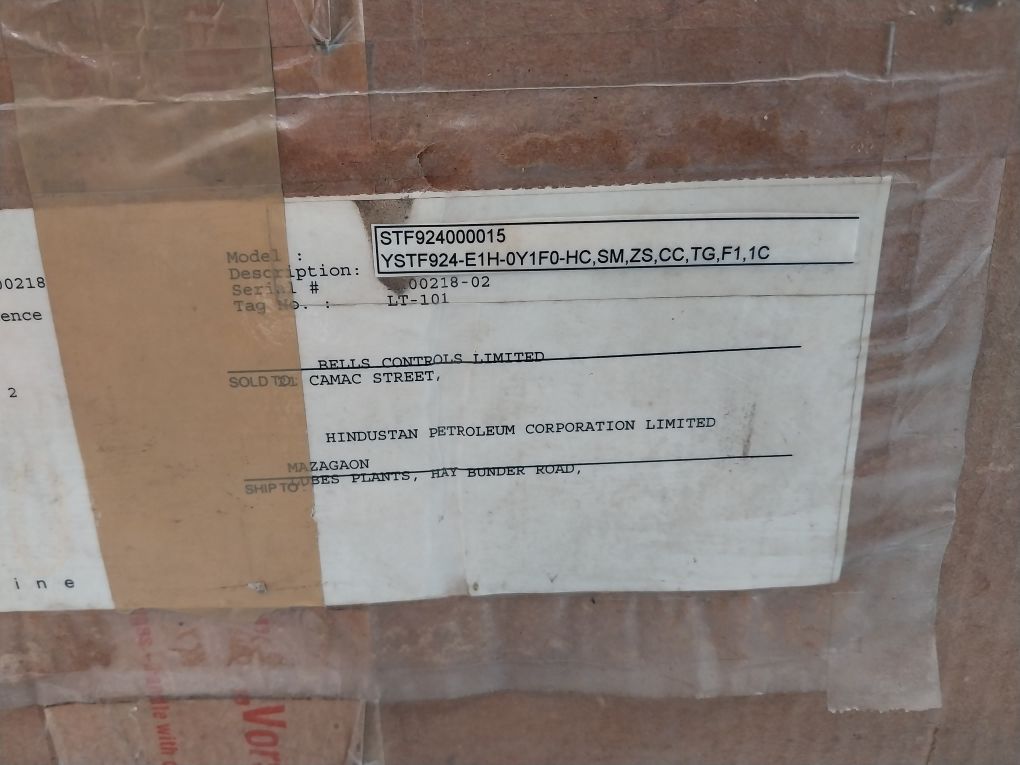 STF924000015
YSTF924-E1H-0Y1F0-HC,SM,ZS,CC,TG,F1,1C
Model :
Description:
Serial # 00218-02
Tag No. : LT-101
00218
ence
2
BELLS CONTROLS LIMITED
SOLD TO: CAMAC STREET,
HINDUSTAN PETROLEUM CORPORATION LIMITED
MAZAGAON
SHIP TO: LUBES PLANTS, HAY BUNDER ROAD,
ine
Vor